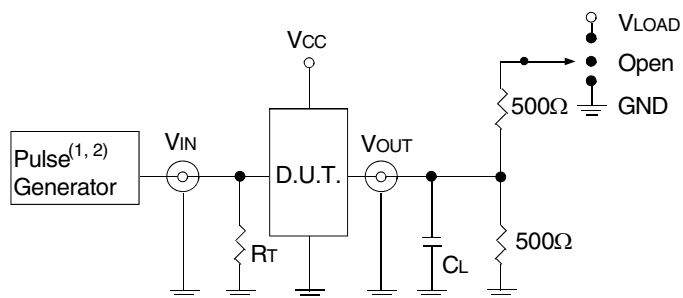 VLOAD
VCC
Open
500Ω
GND
Pulse(1, 2)
Generator
VIN
D.U.T.
VOUT
RT
CL
500Ω